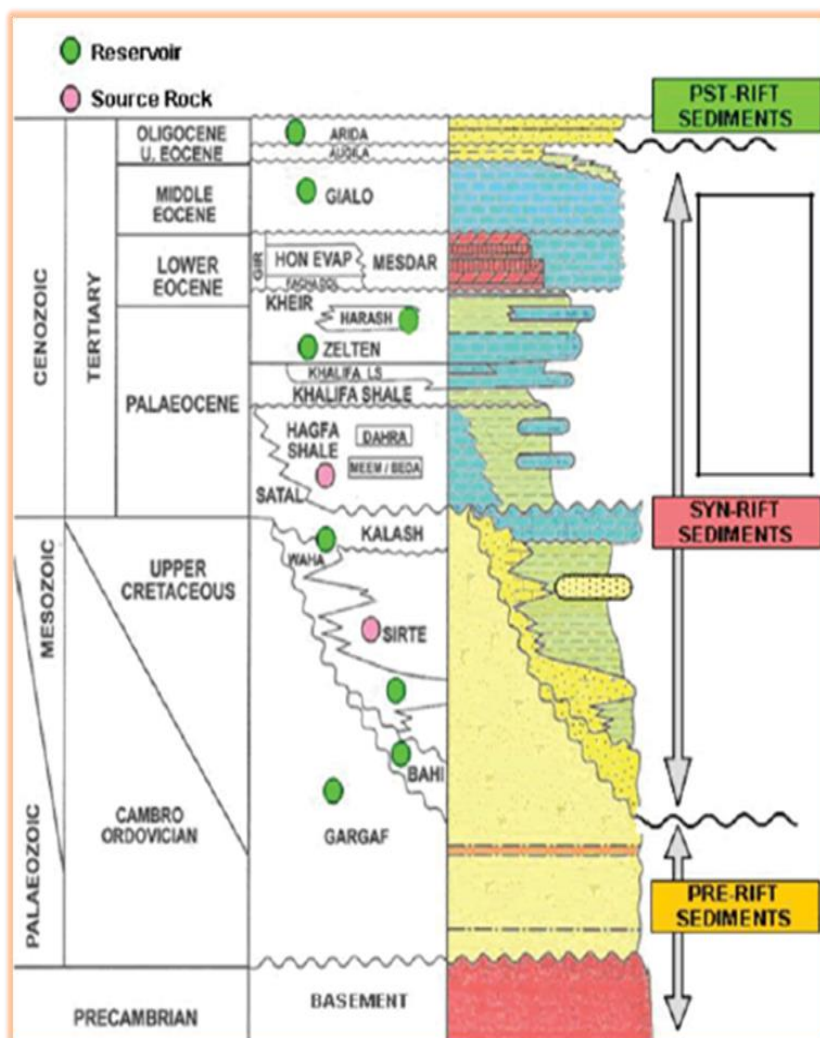 Reservoir
Source Rock
PST-RIFT
SEDIMENTS
CENOZOIC
TERTIARY
OLIGOCENE
U. EOCENE
ARIDA
AUGILA
MIDDLE
EOCENE
GIALO
LOWER
EOCENE
GIR
HON EVAP
FACHA DOL
MESDAR
PALAEOCENE
KHEIR
HARASH
ZELTEN
KHALIFA LS
KHALIFA SHALE
HAGFA
SHALE
DAHRA
MEEM / BEDA
SATAL
SYN-RIFT
SEDIMENTS
MESOZOIC
UPPER
CRETACEOUS
KALASH
WAHA
SIRTE
BAHI
PALAEOZOIC
CAMBRO
ORDOVICIAN
GARGAF
PRE-RIFT
SEDIMENTS
PRECAMBRIAN
BASEMENT